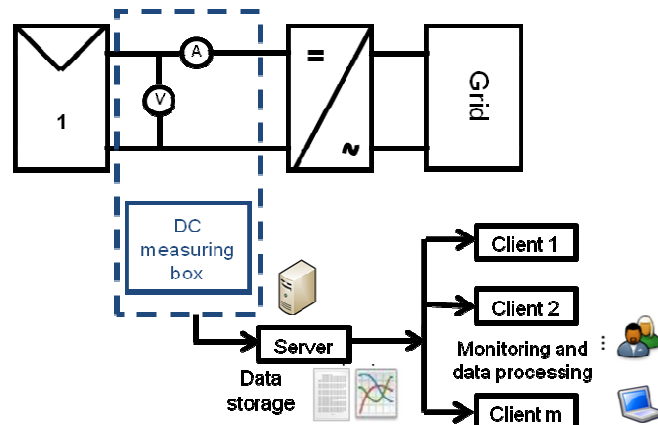 A
V
1
=
~
Grid
DC
measuring
box
Client 1
Client 2
Server
Monitoring and
data processing
Data
storage
Client m